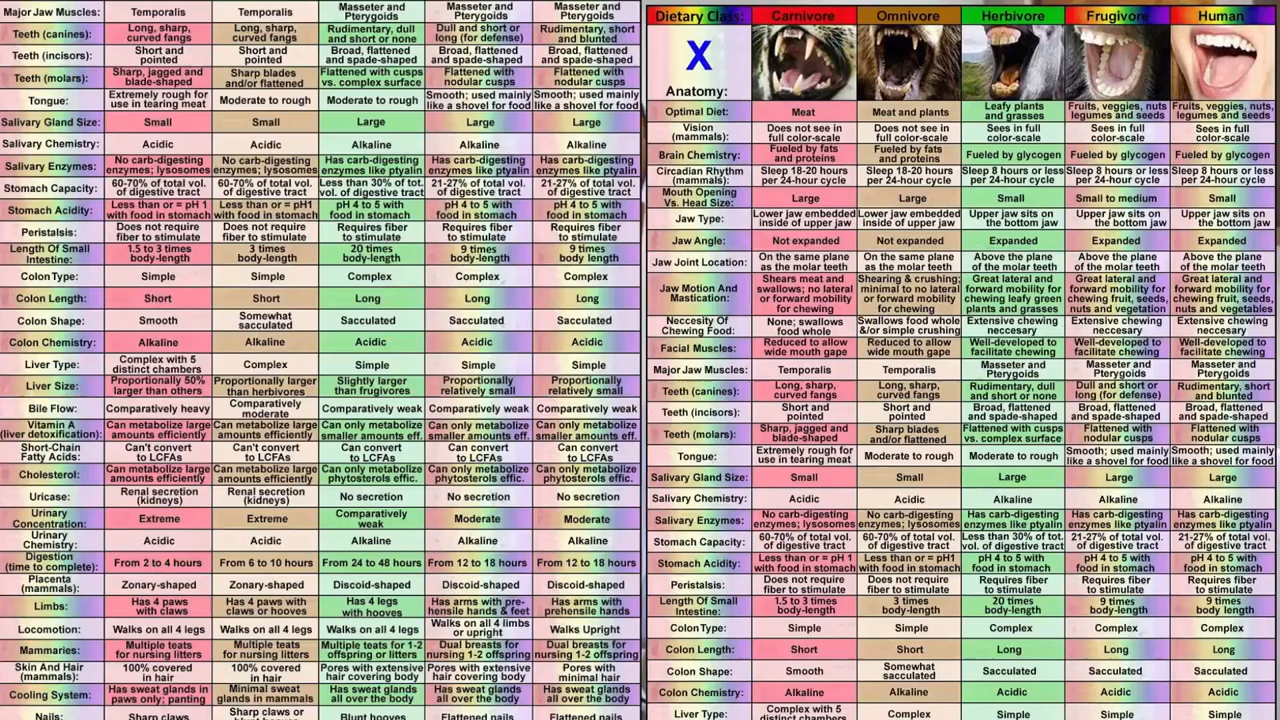 Major Jaw Muscles: Temporalis Temporalis Masseter and Masseter and Masseter and
Pterygoids Pterygoids Pterygoids
Teeth (canines): Long, sharp, Long, sharp, Rudimentary, dull Dull and short or Rudimentary, short
curved fangs curved fangs and short or none long (for defense) and blunted
Teeth (incisors): Short and Short and Broad, flattened Broad, flattened Broad, flattened
pointed pointed and spade-shaped and spade-shaped and spade-shaped
Teeth (molars): Sharp, jagged and Sharp blades Flattened with cusps Flattened with Flattened with
blade-shaped and/or flattened vs. complex surface nodular cusps nodular cusps
Tongue: Extremely rough for Moderate to rough Moderate to rough Smooth; used mainly Smooth; used mainly
use in tearing meat like a shovel for food like a shovel for food
Salivary Gland Size: Small Small Large Large Large
Salivary Chemistry: Acidic Acidic Alkaline Alkaline Alkaline
Salivary Enzymes: No carb-digesting No carb-digesting Has carb-digesting Has carb-digesting Has carb-digesting
enzymes; lysosomes enzymes; lysosomes enzymes like ptyalin enzymes like ptyalin enzymes like ptyalin
Stomach Capacity: 60-70% of total vol. 60-70% of total vol. Less than 30% of tot. 21-27% of total vol. 21-27% of total vol.
of digestive tract of digestive tract vol. of digestive tract of digestive tract of digestive tract
Stomach Acidity: Less than or = pH 1 Less than or = pH1 pH 4 to 5 with pH 4 to 5 with pH 4 to 5 with
with food in stomach with food in stomach food in stomach food in stomach food in stomach
Peristalsis: Does not require Does not require Requires fiber Requires fiber Requires fiber
fiber to stimulate fiber to stimulate to stimulate to stimulate to stimulate
Length Of Small 1.5 to 3 times 3 times 20 times 9 times 9 times
Intestine: body-length body-length body-length body-length body length
Colon Type: Simple Simple Complex Complex Complex
Colon Length: Short Short Long Long Long
Colon Shape: Smooth Somewhat Sacculated Sacculated Sacculated
sacculated
Colon Chemistry: Alkaline Alkaline Acidic Acidic Acidic
Liver Type: Complex with 5 Complex Simple Simple Simple
distinct chambers
Liver Size: Proportionally 50% Proportionally larger Slightly larger Proportionally Proportionally
larger than others than herbivores than frugivores relatively small relatively small
Bile Flow: Comparatively heavy Comparatively Comparatively weak Comparatively weak Comparatively weak
moderate
Vitamin A Can metabolize large Can metabolize large Can only metabolize Can only metabolize Can only metabolize
(liver detoxification): amounts efficiently amounts efficiently smaller amounts eff. smaller amounts eff. smaller amounts eff.
Short-Chain Can't convert Can't convert Can convert Can convert Can convert
Fatty Acids: to LCFAs to LCFAs to LCFAs to LCFAs to LCFAs
Cholesterol: Can metabolize large Can metabolize large Can only metabolize Can only metabolize Can only metabolize
amounts efficiently amounts efficiently phytosterols effic. phytosterols effic. phytosterols effic.
Uricase: Renal secretion Renal secretion No secretion No secretion No secretion
(kidneys) (kidneys)
Urinary Extreme Extreme Comparatively Moderate Moderate
Concentration: weak
Urinary Acidic Acidic Alkaline Alkaline Alkaline
Chemistry:
Digestion From 2 to 4 hours From 6 to 10 hours From 24 to 48 hours From 12 to 18 hours From 12 to 18 hours
(time to complete):
Placenta Zonary-shaped Zonary-shaped Discoid-shaped Discoid-shaped Discoid-shaped
(mammals):
Limbs: Has 4 paws Has 4 paws with Has 4 legs Has arms with pre- Has arms with
with claws claws or hooves with hooves hensile hands & feet prehensile hands
Locomotion: Walks on all 4 legs Walks on all 4 legs Walks on all 4 legs Walks on all 4 limbs Walks Upright
or upright
Mammaries: Multiple teats Multiple teats Multiple teats for 1-2 Dual breasts for Dual breasts for
for nursing litters for nursing litters offspring or litters nursing 1-2 offspring nursing 1-2 offspring
Skin And Hair 100% covered 100% covered Pores with extensive Pores with extensive Pores with
(mammals): in hair in hair hair covering body hair covering body minimal hair
Cooling System: Has sweat glands in Minimal sweat Has sweat glands Has sweat glands Has sweat glands
paws only; panting glands in mammals all over the body all over the body all over the body
Nails: Sharp claws Sharp claws or Blunt hooves Flattened nails Flattened nails
blunt hooves
Dietary Class: Carnivore Omnivore Herbivore Frugivore Human
X
Anatomy:
Optimal Diet: Meat Meat and plants Leafy plants Fruits, veggies, nuts, Fruits, veggies, nuts,
and grasses legumes and seeds legumes and seeds
Vision Does not see in Does not see in Sees in full Sees in full Sees in full
(mammals): full color-scale full color-scale color-scale color-scale color-scale
Brain Chemistry: Fueled by fats Fueled by fats Fueled by glycogen Fueled by glycogen Fueled by glycogen
and proteins and proteins
Circadian Rhythm Sleep 18-20 hours Sleep 18-20 hours Sleep 8 hours or less Sleep 8 hours or less Sleep 8 hours or less
(mammals): per 24-hour cycle per 24-hour cycle per 24-hour cycle per 24-hour cycle per 24-hour cycle
Mouth Opening Large Large Small Small to medium Small
Vs. Head Size:
Jaw Type: Lower jaw embedded Lower jaw embedded Upper jaw sits on Upper jaw sits on Upper jaw sits on
inside of upper jaw inside of upper jaw the bottom jaw the bottom jaw the bottom jaw
Jaw Angle: Not expanded Not expanded Expanded Expanded Expanded
Jaw Joint Location: On the same plane On the same plane Above the plane Above the plane Above the plane
as the molar teeth as the molar teeth of the molar teeth of the molar teeth of the molar teeth
Jaw Motion And Shears meat and Shearing & crushing; Great lateral and Great lateral and Great lateral and
Mastication: swallows; no lateral minimal to no lateral forward mobility for forward mobility for forward mobility for
or forward mobility or forward mobility chewing leafy green chewing fruit, seeds, chewing fruit, seeds,
for chewing for chewing plants and grasses nuts and vegetation nuts and vegetables
Neccesity Of None; swallows Swallows food whole Extensive chewing Extensive chewing Extensive chewing
Chewing Food: food whole &/or simple crushing neccesary neccesary neccesary
Facial Muscles: Reduced to allow Reduced to allow Well-developed to Well-developed to Well-developed to
wide mouth gape wide mouth gape facilitate chewing facilitate chewing facilitate chewing
Major Jaw Muscles: Temporalis Temporalis Masseter and Masseter and Masseter and
Pterygoids Pterygoids Pterygoids
Teeth (canines): Long, sharp, Long, sharp, Rudimentary, dull Dull and short or Rudimentary, short
curved fangs curved fangs and short or none long (for defense) and blunted
Teeth (incisors): Short and Short and Broad, flattened Broad, flattened Broad, flattened
pointed pointed and spade-shaped and spade-shaped and spade-shaped
Teeth (molars): Sharp, jagged and Sharp blades Flattened with cusps Flattened with Flattened with
blade-shaped and/or flattened vs. complex surface nodular cusps nodular cusps
Tongue: Extremely rough for Moderate to rough Moderate to rough Smooth; used mainly Smooth; used mainly
use in tearing meat like a shovel for food like a shovel for food
Salivary Gland Size: Small Small Large Large Large
Salivary Chemistry: Acidic Acidic Alkaline Alkaline Alkaline
Salivary Enzymes: No carb-digesting No carb-digesting Has carb-digesting Has carb-digesting Has carb-digesting
enzymes; lysosomes enzymes; lysosomes enzymes like ptyalin enzymes like ptyalin enzymes like ptyalin
Stomach Capacity: 60-70% of total vol. 60-70% of total vol. Less than 30% of tot. 21-27% of total vol. 21-27% of total vol.
of digestive tract of digestive tract vol. of digestive tract of digestive tract of digestive tract
Stomach Acidity: Less than or = pH 1 Less than or = pH1 pH 4 to 5 with pH 4 to 5 with pH 4 to 5 with
with food in stomach with food in stomach food in stomach food in stomach food in stomach
Peristalsis: Does not require Does not require Requires fiber Requires fiber Requires fiber
fiber to stimulate fiber to stimulate to stimulate to stimulate to stimulate
Length Of Small 1.5 to 3 times 3 times 20 times 9 times 9 times
Intestine: body-length body-length body-length body-length body length
Colon Type: Simple Simple Complex Complex Complex
Colon Length: Short Short Long Long Long
Colon Shape: Smooth Somewhat Sacculated Sacculated Sacculated
sacculated
Colon Chemistry: Alkaline Alkaline Acidic Acidic Acidic
Liver Type: Complex with 5 Complex Simple Simple Simple
distinct chambers